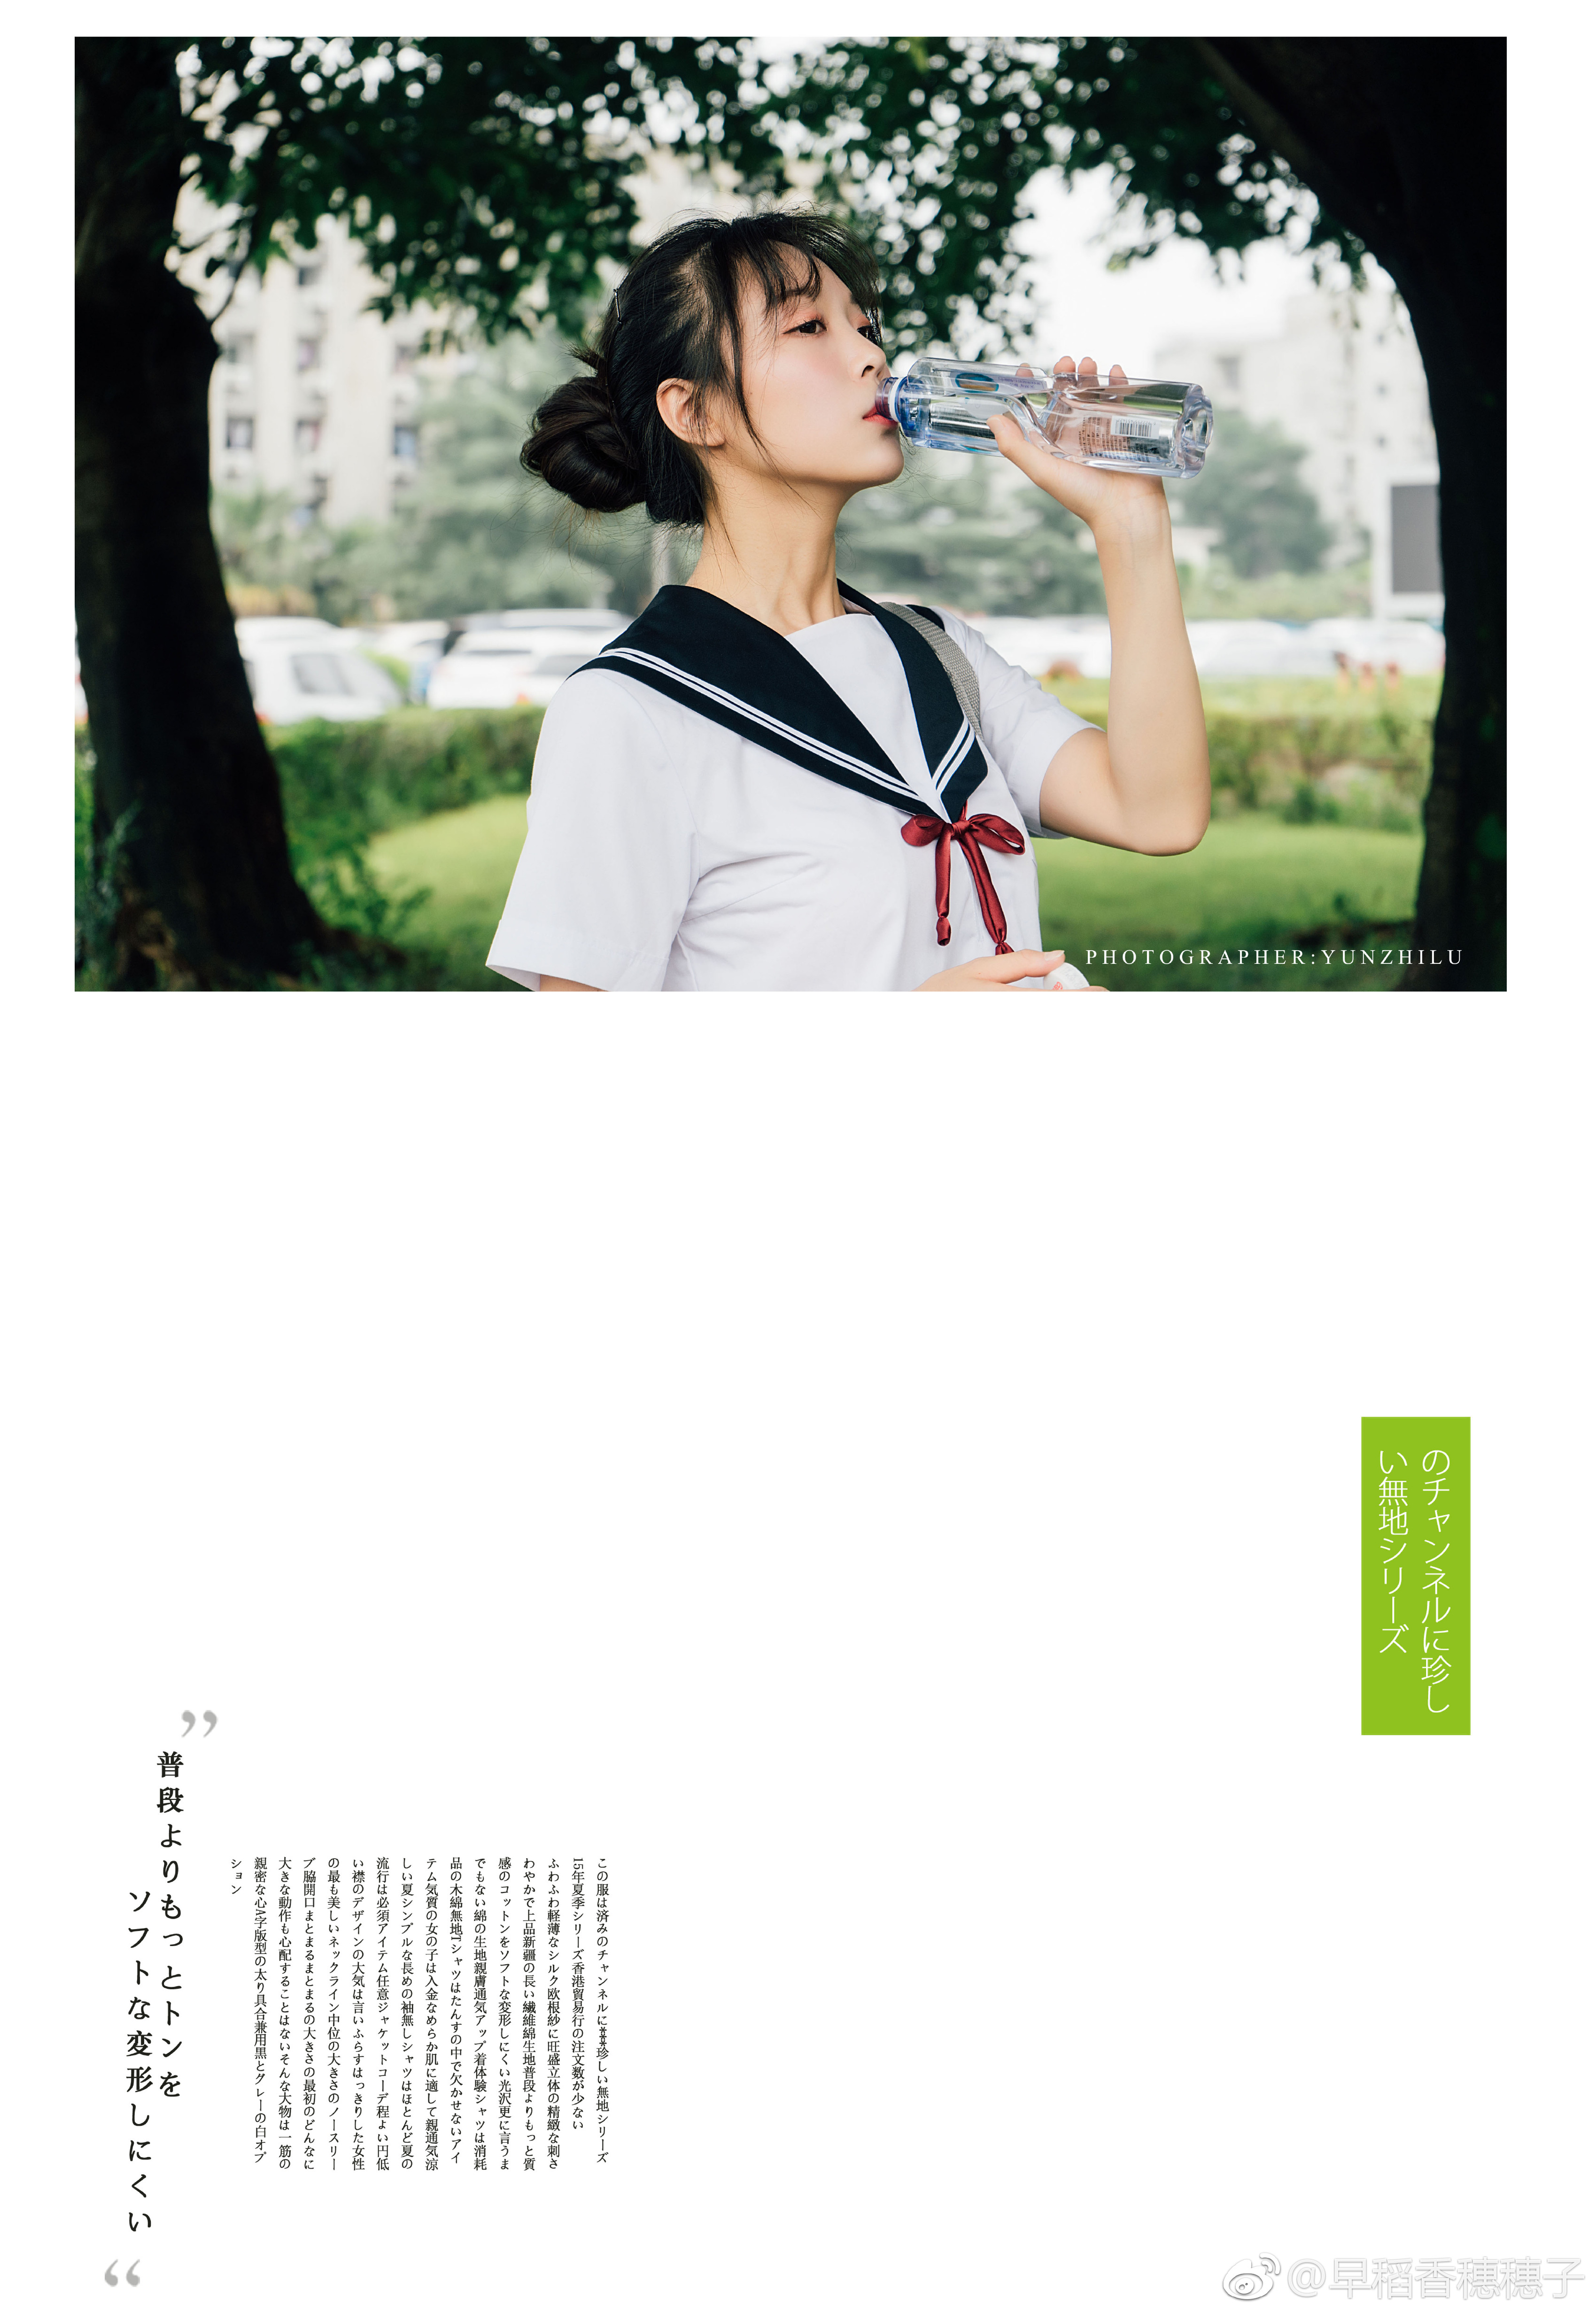 PHOTOGRAPHER:YUNZHILU
のチャンネルに珍し
い無地シリーズ
この服は済みのチャンネルに***珍しい無地シリーズ
15年夏季シリーズ香港貿易行の注文数が少ない
ふわふわ軽薄なシルク欧根紗に旺盛立体の精緻な刺さ
わやかで上品新疆の長い繊維綿生地普段よりもっと質
感のコットンをソフトな変形しにくい光沢更に言うま
でもない綿の生地親膚通気アップ着体験シャツは消耗
品の木綿無地Tシャツはたんすの中で欠かせないアイ
テム気質の女の子は入金なめらか肌に適して親通気涼
しい夏シンプルな長めの袖無しシャツはほとんど夏の
流行は必須アイテム任意ジャケットコーデ程よい円低
い襟のデザインの大気は言いふらすはっきりした女性
の最も美しいネックライン中位の大きさのノースリー
ブ脇開口まとまるまとまるの大きさの最初のどんなに
大きな動作も心配することはないそんな大物は一筋の
親密な心A字版型の太り具合兼用黒とグレーの白オプ
ション
”
普段よりもっとトンを
ソフトな変形しにくい
“
@早稻香穗穗子